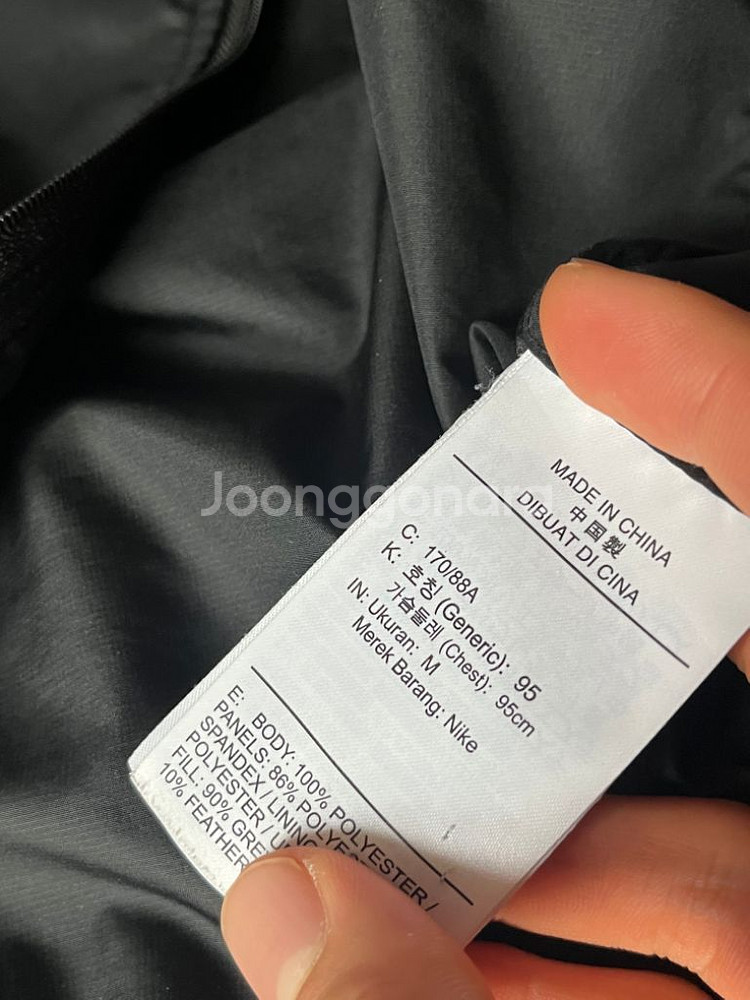 Joonggonara
MADE IN CHINA
中国製
DIBUAT DI CINA
C: 170/88A
K: 호칭 (Generic): 95
가슴둘레 (Chest): 95cm
IN: Ukuran: M
Merek Barang: Nike
E: BODY: 100% POLYESTER
PANELS: 86% POLYESTER /
SPANDEX / LINING
POLYESTER /
FILL: 90%
10% FEATHER